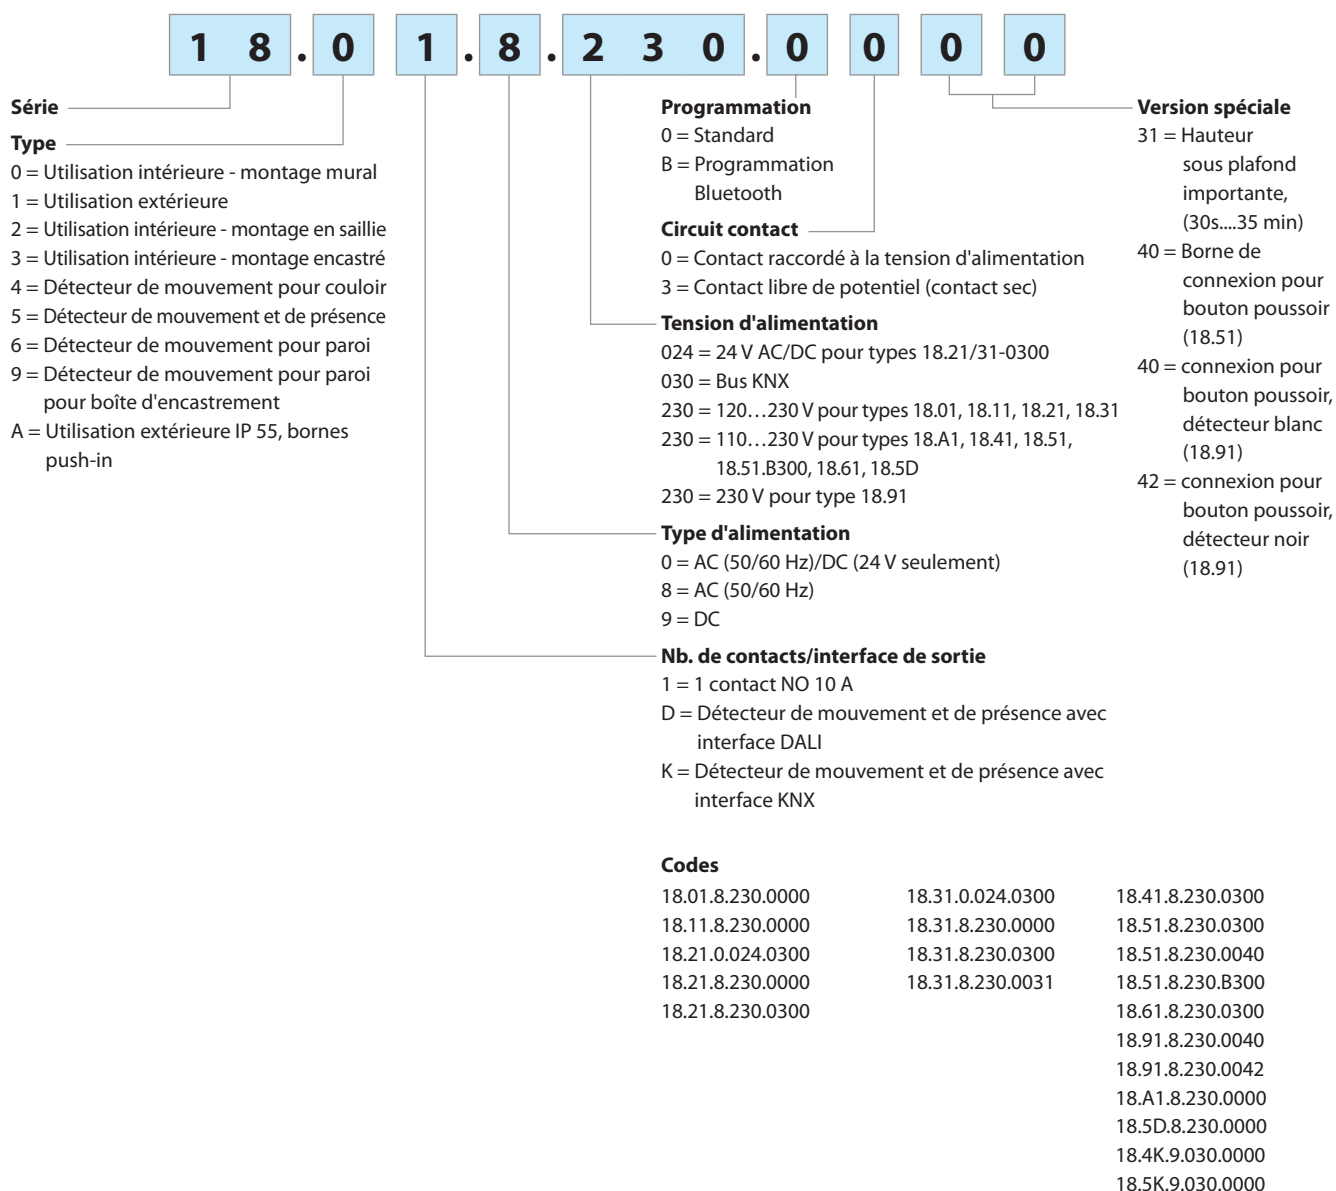 1 8 . 0 1 . 8 . 2 3 0 . 0 0 0 0
Série
Type
0 = Utilisation intérieure - montage mural
1 = Utilisation extérieure
2 = Utilisation intérieure - montage en saillie
3 = Utilisation intérieure - montage encastré
4 = Détecteur de mouvement pour couloir
5 = Détecteur de mouvement et de présence
6 = Détecteur de mouvement pour paroi
9 = Détecteur de mouvement pour paroi
pour boîte d'encastrement
A = Utilisation extérieure IP 55, bornes
push-in
Programmation
0 = Standard
B = Programmation
Bluetooth
Circuit contact
0 = Contact raccordé à la tension d'alimentation
3 = Contact libre de potentiel (contact sec)
Tension d'alimentation
024 = 24 V AC/DC pour types 18.21/31-0300
030 = Bus KNX
230 = 120…230 V pour types 18.01, 18.11, 18.21, 18.31
230 = 110…230 V pour types 18.A1, 18.41, 18.51,
18.51.B300, 18.61, 18.5D
230 = 230 V pour type 18.91
Type d'alimentation
0 = AC (50/60 Hz)/DC (24 V seulement)
8 = AC (50/60 Hz)
9 = DC
Nb. de contacts/interface de sortie
1 = 1 contact NO 10 A
D = Détecteur de mouvement et de présence avec
interface DALI
K = Détecteur de mouvement et de présence avec
interface KNX
Version spéciale
31 = Hauteur
sous plafond
importante,
(30s....35 min)
40 = Borne de
connexion pour
bouton poussoir
(18.51)
40 = connexion pour
bouton poussoir,
détecteur blanc
(18.91)
42 = connexion pour
bouton poussoir,
détecteur noir
(18.91)
Codes
18.01.8.230.0000
18.11.8.230.0000
18.21.0.024.0300
18.21.8.230.0000
18.21.8.230.0300
18.31.0.024.0300
18.31.8.230.0000
18.31.8.230.0300
18.31.8.230.0031
18.41.8.230.0300
18.51.8.230.0300
18.51.8.230.0040
18.51.8.230.B300
18.61.8.230.0300
18.91.8.230.0040
18.91.8.230.0042
18.A1.8.230.0000
18.5D.8.230.0000
18.4K.9.030.0000
18.5K.9.030.0000